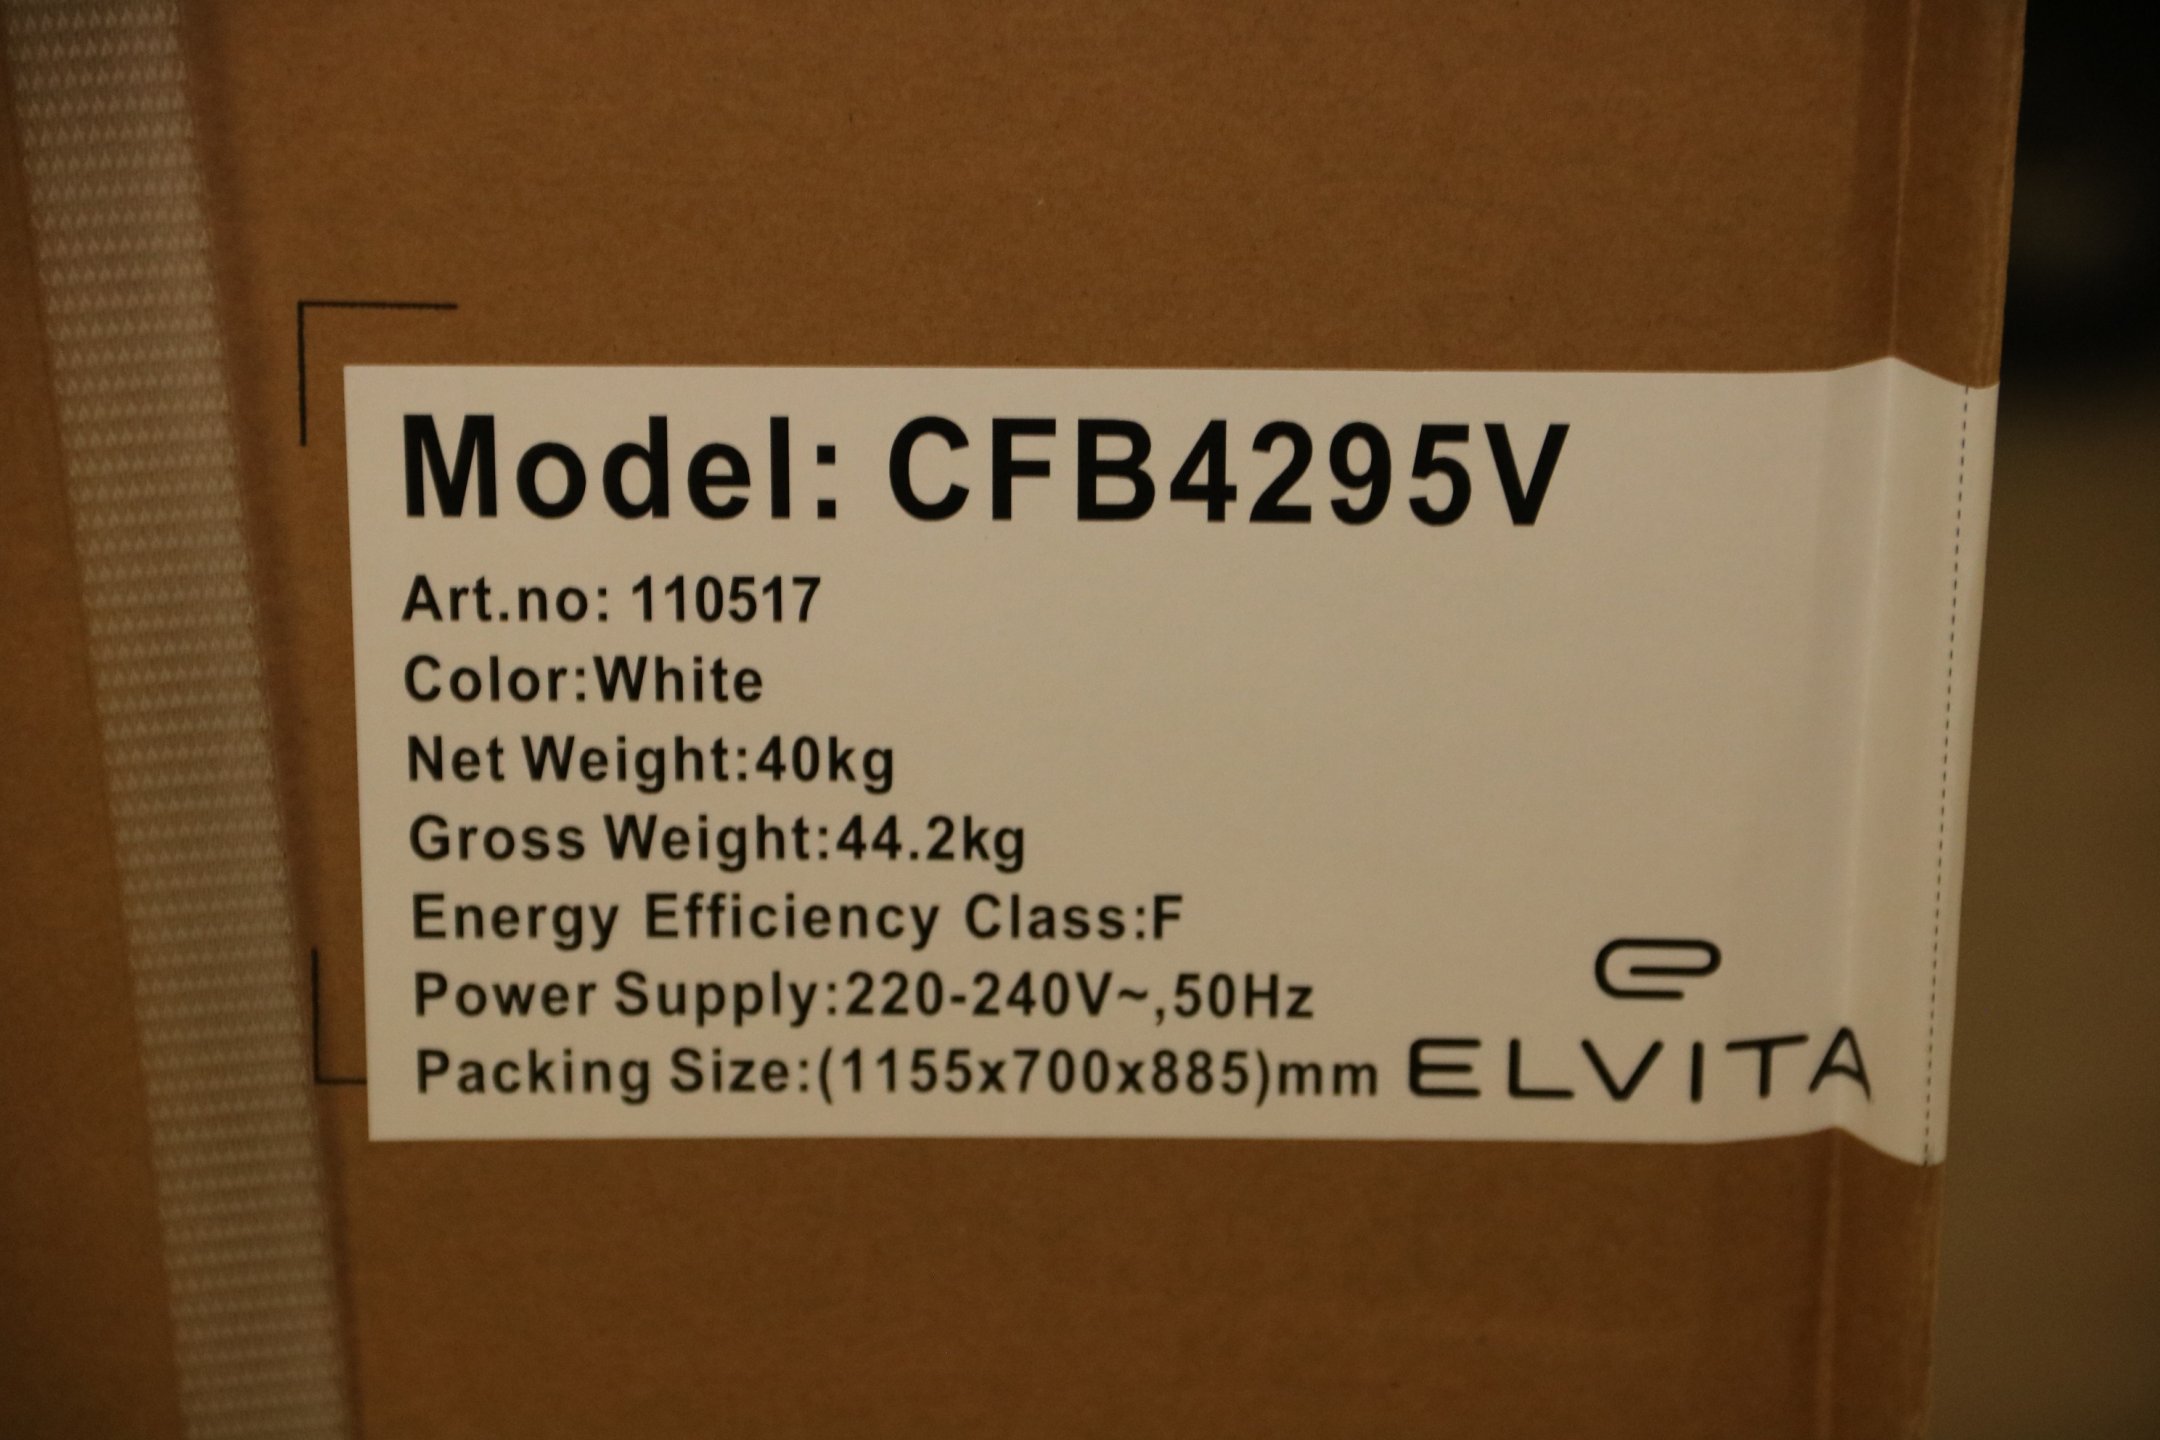 Model: CFB4295V
Art.no: 110517
Color:White
Net Weight:40kg
Gross Weight:44.2kg
Energy Efficiency Class:F
Power Supply:220-240V~,50Hz
Packing Size:(1155x700x885)mm
ELVITA